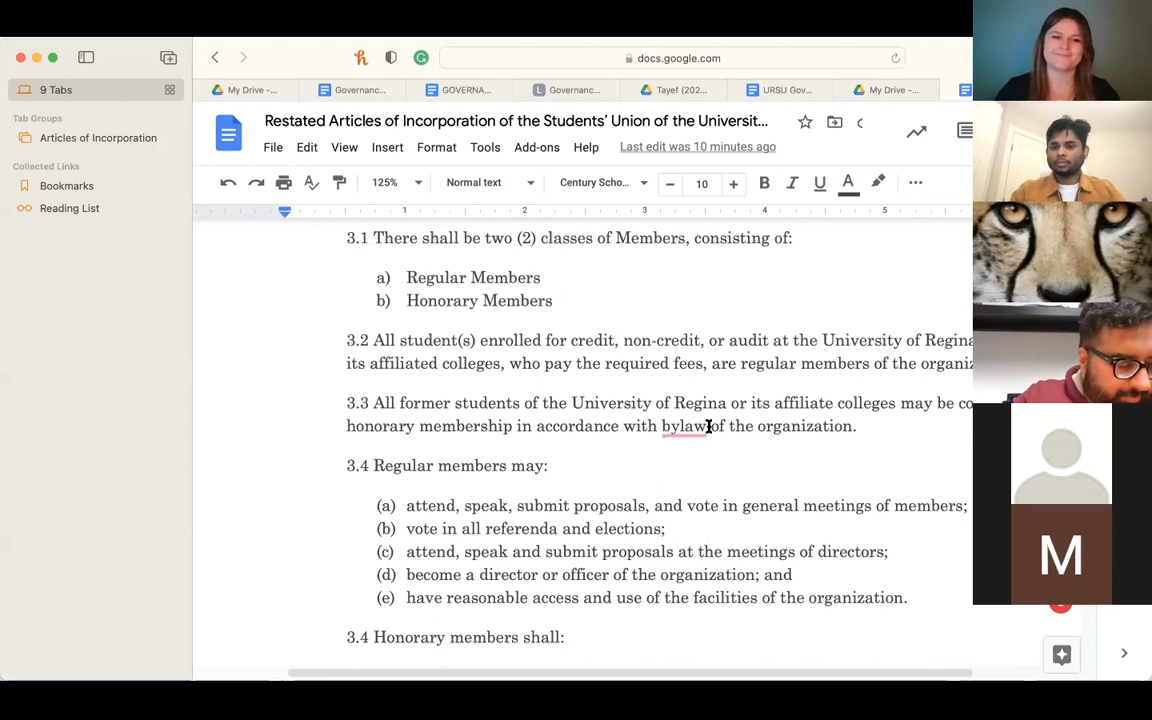 9 Tabs
Tab Groups
Articles of Incorporation
Collected Links
Bookmarks
Reading List
docs.google.com
My Drive –...
Governanc...
GOVERNA...
L
Governanc...
Tayef (202...
URSU Gov...
My Drive –...
Restated Articles of Incorporation of the Students' Union of the Universit...
File Edit View Insert Format Tools Add-ons Help Last edit was 10 minutes ago
125% Normal text Century Scho... – 10 + B I U A
1 2 3 4 5
3.1 There shall be two (2) classes of Members, consisting of:
a) Regular Members
b) Honorary Members
3.2 All student(s) enrolled for credit, non-credit, or audit at the University of Regina
its affiliated colleges, who pay the required fees, are regular members of the organiz
3.3 All former students of the University of Regina or its affiliate colleges may be co
honorary membership in accordance with bylaw of the organization.
3.4 Regular members may:
(a) attend, speak, submit proposals, and vote in general meetings of members;
(b) vote in all referenda and elections;
(c) attend, speak and submit proposals at the meetings of directors;
(d) become a director or officer of the organization; and
(e) have reasonable access and use of the facilities of the organization.
3.4 Honorary members shall:
M